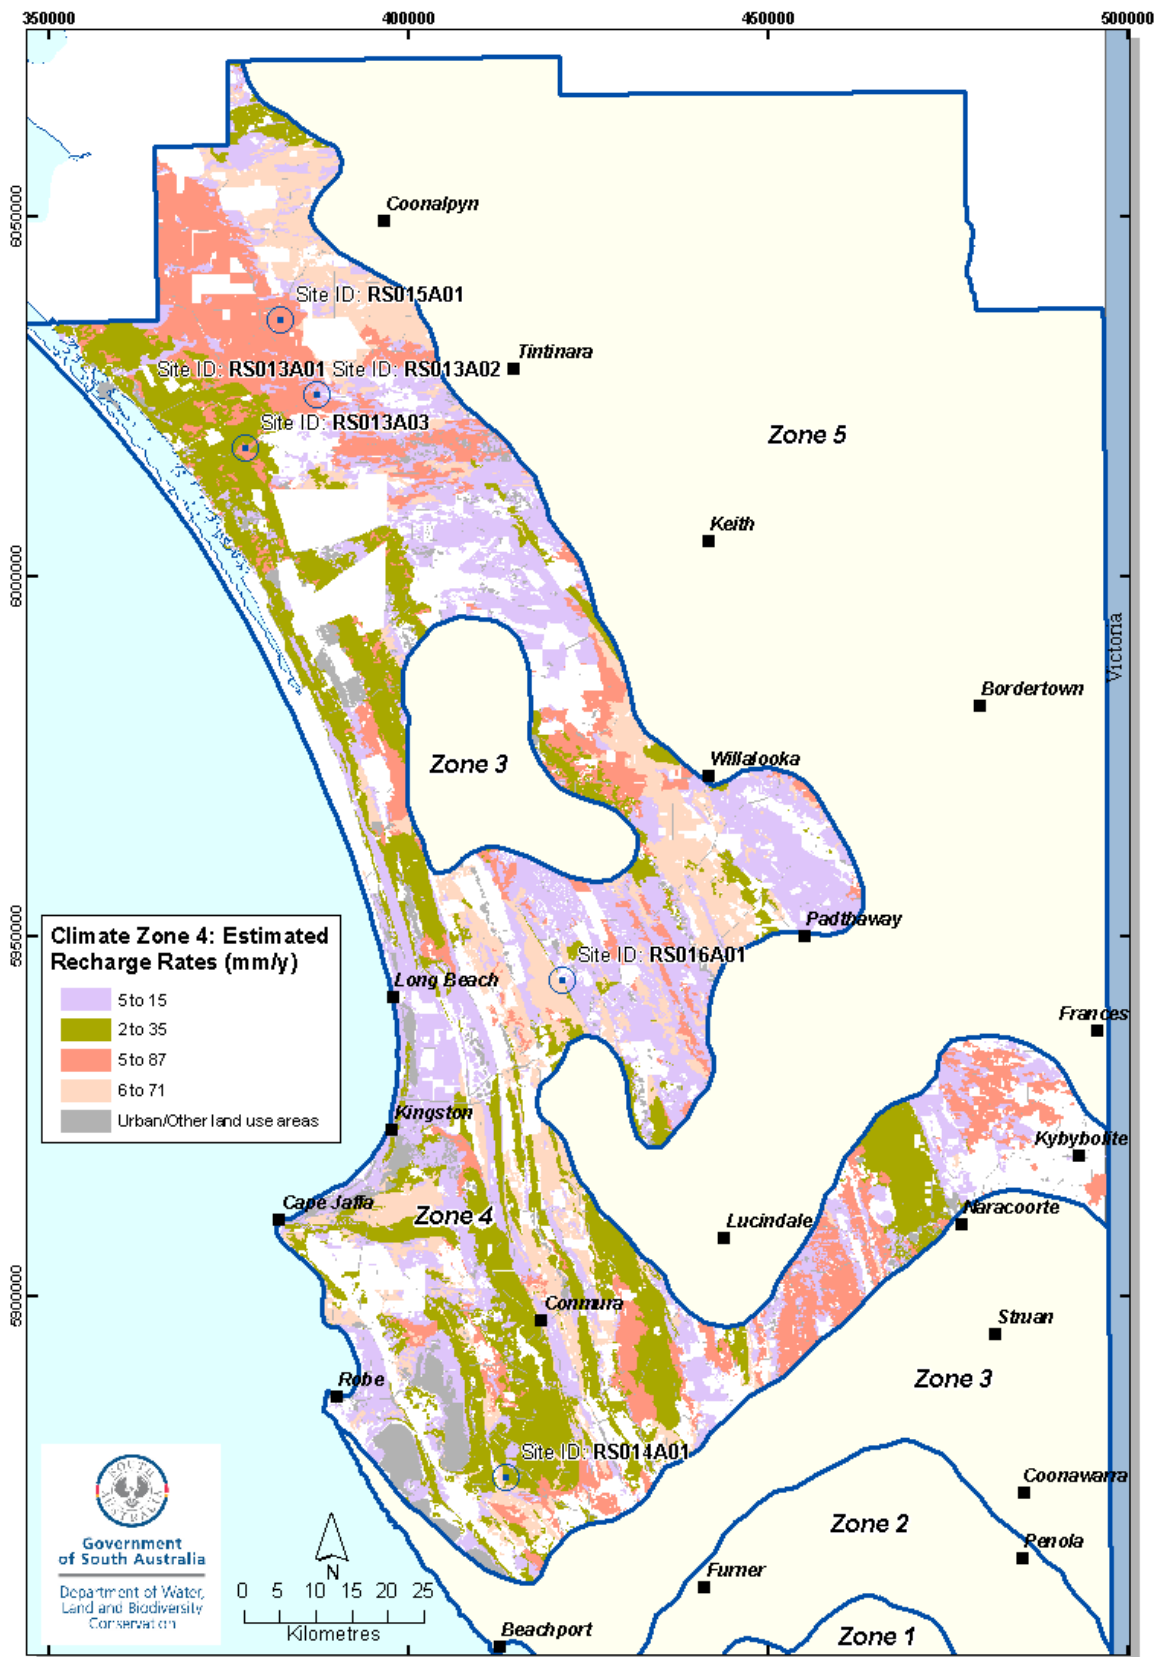 350000 400000 450000 500000
6050000
6000000
5950000
5900000
Coonalpyn
Site ID: RS015A01
Tintinara
Site ID: RS013A01 Site ID: RS013A02
Site ID: RS013A03
Zone 5
Keith
Victoria
Bordertown
Zone 3
Willalooka
Padthaway
Site ID: RS016A01
Long Beach
Frances
Climate Zone 4: Estimated
Recharge Rates (mm/y)
5 to 15
2 to 35
5 to 87
6 to 71
Urban/Other land use areas
Kingston
Kybybolite
Cape Jaffa
Zone 4
Naracoorte
Lucindale
Conmura
Struan
Robe
Zone 3
Site ID: RS014A01
Coonawarra
Zone 2
Penola
Furner
Beachport
Zone 1
SOUTH
AUSTRALIA
Government
of South Australia
Department of Water,
Land and Biodiversity
Conservation
N
0 5 10 15 20 25
Kilometres